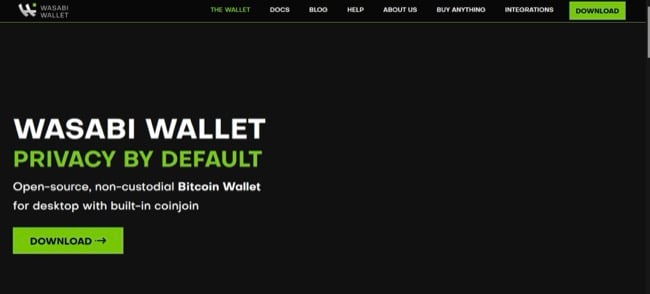 WASABI
WALLET
THE WALLET DOCS BLOG HELP ABOUT US BUY ANYTHING INTEGRATIONS DOWNLOAD
WASABI WALLET
PRIVACY BY DEFAULT
Open-source, non-custodial Bitcoin Wallet
for desktop with built-in coinjoin
DOWNLOAD →